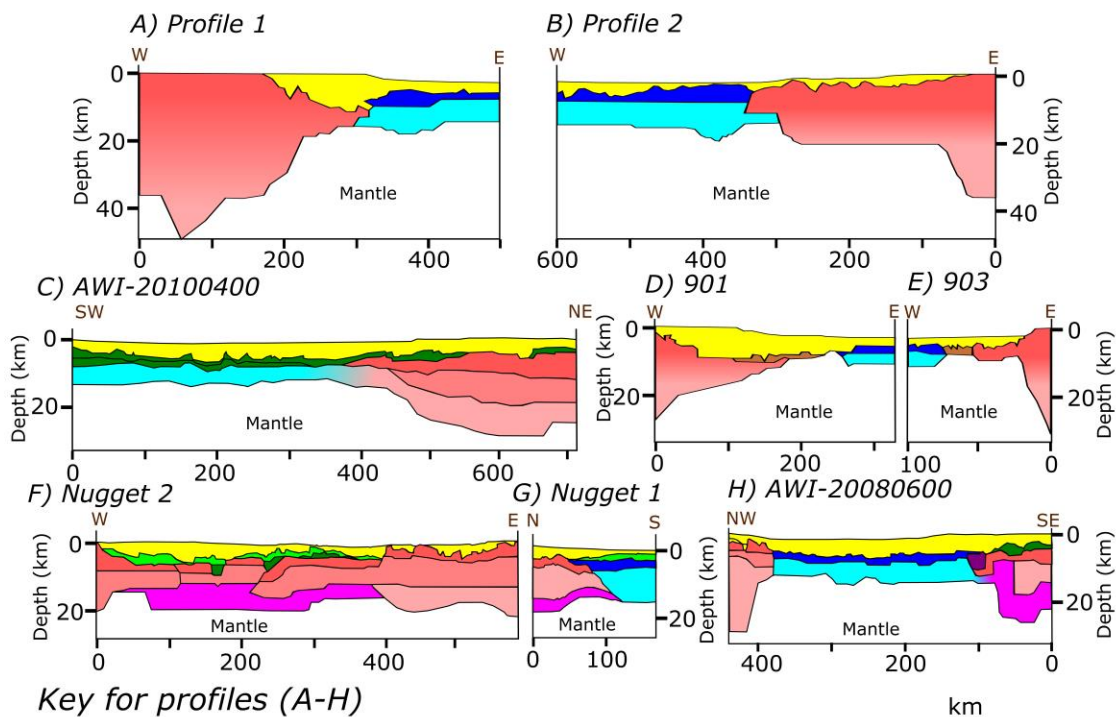 A) Profile 1
W
E
0
20
40
Depth (km)
Mantle
0
200
400
B) Profile 2
W
E
0
20
40
Depth (km)
Mantle
600
400
200
0
C) AWI-20100400
SW
NE
0
20
Depth (km)
Mantle
0
200
400
600
D) 901
W
E
0
20
Depth (km)
Mantle
0
200
E) 903
W
E
0
20
Depth (km)
100
0
F) Nugget 2
W
E
0
20
Depth (km)
Mantle
0
200
400
G) Nugget 1
N
S
0
20
Depth (km)
Mantle
0
100
H) AWI-20080600
NW
SE
0
20
Depth (km)
Mantle
400
200
0
Key for profiles (A-H)
km